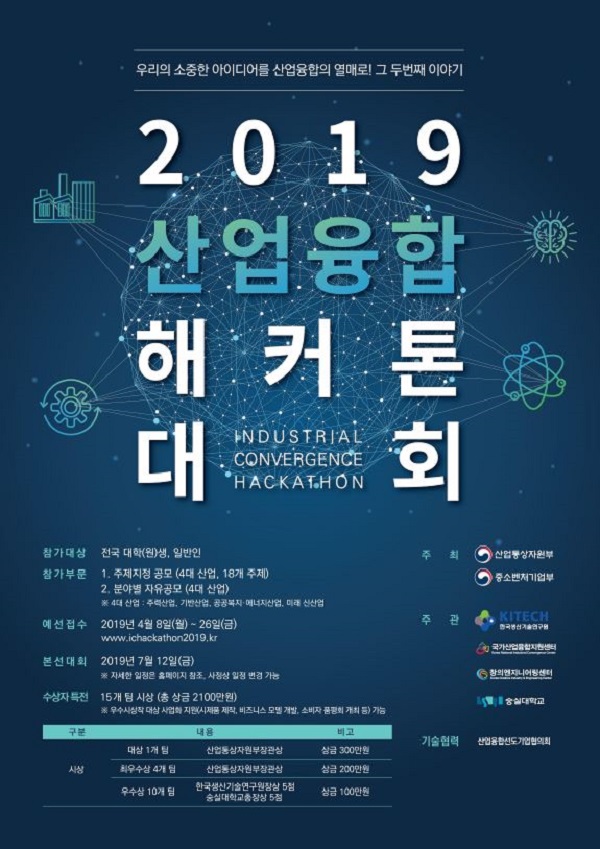 우리의 소중한 아이디어를 산업융합의 열매로! 그 두번째 이야기
2019
산업융합
해커톤
대회
INDUSTRIAL
CONVERGENCE
HACKATHON
참가대상 전국 대학(원)생, 일반인
참가부문 1. 주제지정 공모 (4대 산업, 18개 주제)
2. 분야별 자유공모 (4대 산업)
※ 4대 산업 : 주력산업, 기반산업, 공공복지·에너지산업, 미래 신산업
예선접수 2019년 4월 8일(월) ~ 26일(금)
www.ichackathon2019.kr
본선대회 2019년 7월 12일(금)
※ 자세한 일정은 홈페이지 참조, 사정상 일정 변경 가능
수상자특전 15개 팀 시상 (총 상금 2100만원)
※ 우수시상작 대상 사업화 지원(시제품 제작, 비즈니스 모델 개발, 소비자 품평회 개최 등) 가능
구분 내용 비고
시상
대상 1개 팀 산업통상자원부장관상 상금 300만원
최우수상 4개 팀 산업통상자원부장관상 상금 200만원
우수상 10개 팀 한국생산기술연구원장상 5점 상금 100만원
숭실대학교총장상 5점
주최 산업통상자원부
중소벤처기업부
주관 KITECH
한국생산기술연구원
국가산업융합지원센터
창의엔지니어링센터
숭실대학교
기술협력 산업융합선도기업협의회